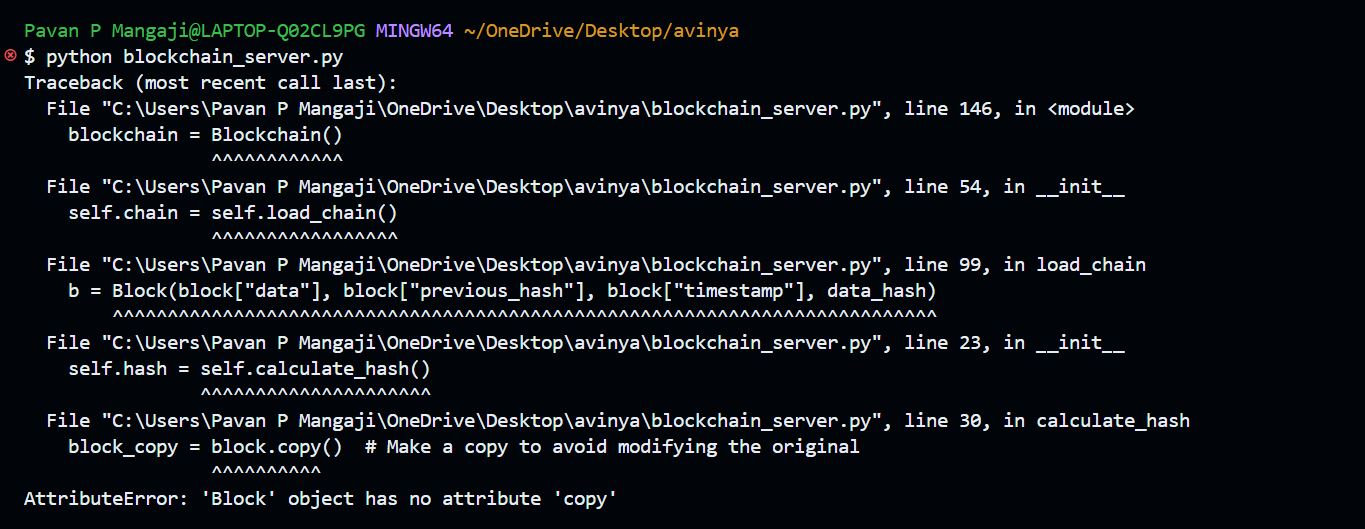 Pavan P Mangaji@LAPTOP-Q02CL9PG MINGW64 ~/OneDrive/Desktop/avinya
$ python blockchain_server.py
Traceback (most recent call last):
  File "C:\Users\Pavan P Mangaji\OneDrive\Desktop\avinya\blockchain_server.py", line 146, in <module>
    blockchain = Blockchain()
                 ^^^^^^^^^^^^
  File "C:\Users\Pavan P Mangaji\OneDrive\Desktop\avinya\blockchain_server.py", line 54, in __init__
    self.chain = self.load_chain()
                 ^^^^^^^^^^^^^^^^^
  File "C:\Users\Pavan P Mangaji\OneDrive\Desktop\avinya\blockchain_server.py", line 99, in load_chain
    b = Block(block["data"], block["previous_hash"], block["timestamp"], data_hash)
        ^^^^^^^^^^^^^^^^^^^^^^^^^^^^^^^^^^^^^^^^^^^^^^^^^^^^^^^^^^^^^^^^^^^^^^^^^^^
  File "C:\Users\Pavan P Mangaji\OneDrive\Desktop\avinya\blockchain_server.py", line 23, in __init__
    self.hash = self.calculate_hash()
                ^^^^^^^^^^^^^^^^^^^^^
  File "C:\Users\Pavan P Mangaji\OneDrive\Desktop\avinya\blockchain_server.py", line 30, in calculate_hash
    block_copy = block.copy()  # Make a copy to avoid modifying the original
                 ^^^^^^^^^^
AttributeError: 'Block' object has no attribute 'copy'